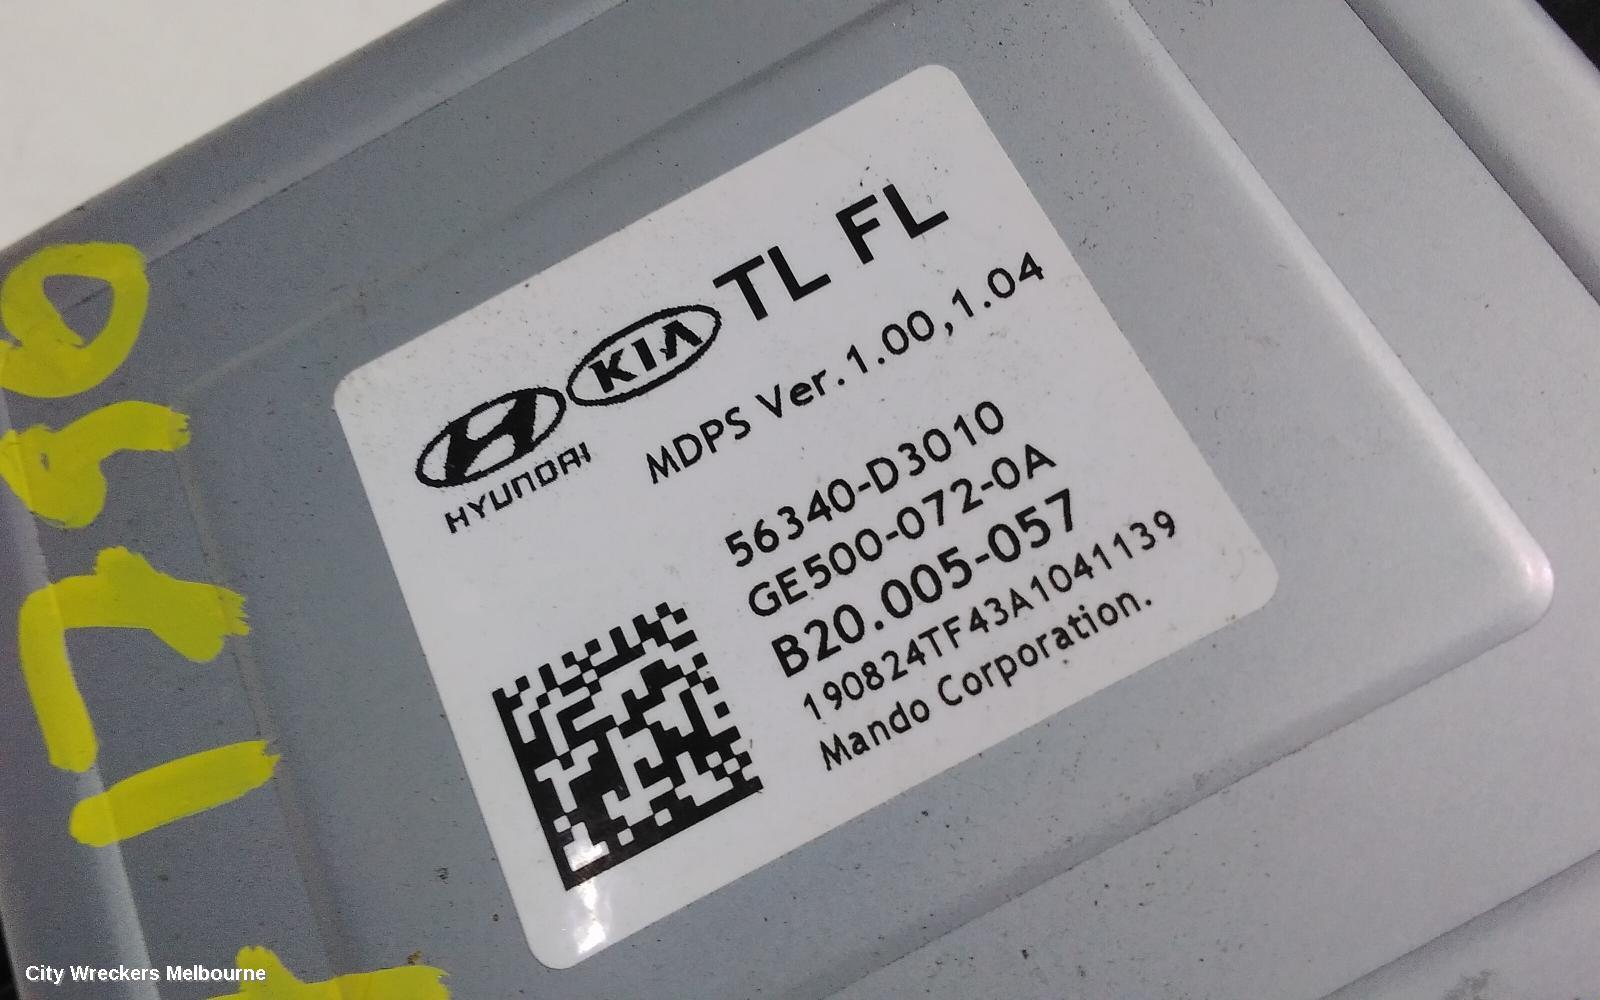 TL FL
KIA
HYUNDAI
MDPS Ver.1.00,1.04
56340-D3010
GE500-072-0A
B20.005-057
190824TF43A1041139
Mando Corporation.
City Wreckers Melbourne